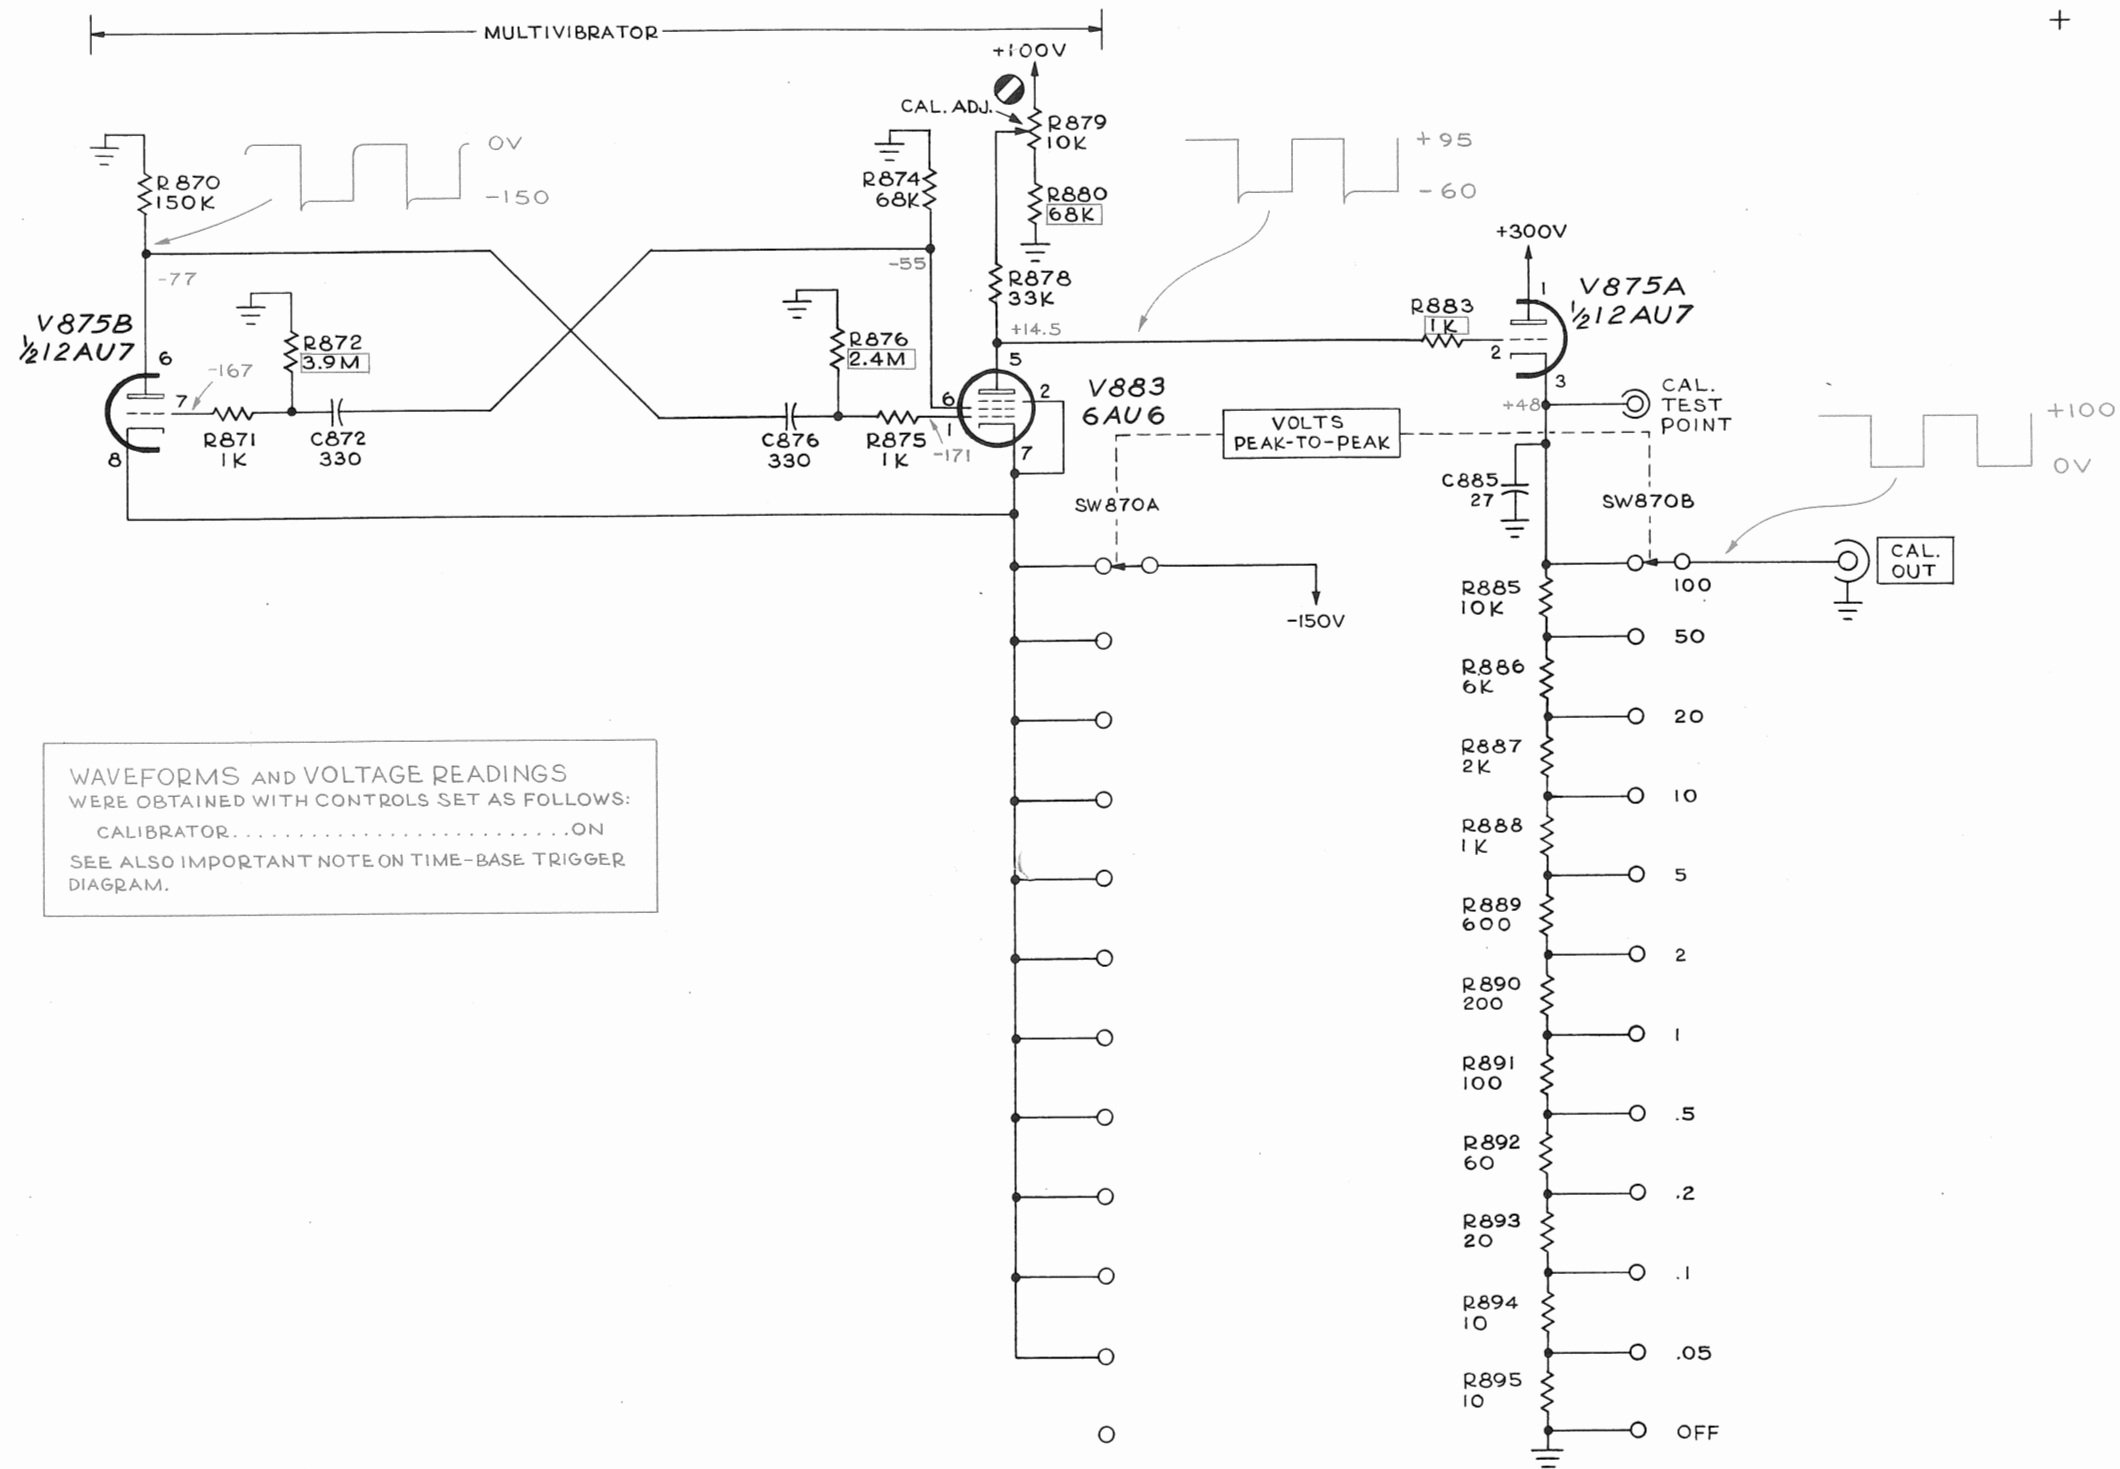 MULTIVIBRATOR
+100V
CAL. ADJ.
R879
10K
R870
150K
0V
-150
R874
68K
R880
68K
+95
-60
+300V
-77
-55
R878
33K
+14.5
V875B
½12AU7
6
R872
3.9M
-167
7
R871
1K
C872
330
8
R876
2.4M
C876
330
R875
1K
-171
5
6
1
2
7
V883
6AU6
R883
1K
V875A
½12AU7
1
2
3
+48
CAL.
TEST
POINT
VOLTS
PEAK-TO-PEAK
+100
0V
C885
27
SW870A
SW870B
-150V
CAL.
OUT
R885
10K
100
50
R886
6K
20
R887
2K
10
R888
1K
5
R889
600
2
R890
200
1
R891
100
.5
R892
60
.2
R893
20
.1
R894
10
.05
R895
10
OFF
WAVEFORMS AND VOLTAGE READINGS
WERE OBTAINED WITH CONTROLS SET AS FOLLOWS:
CALIBRATOR..........................ON
SEE ALSO IMPORTANT NOTE ON TIME-BASE TRIGGER
DIAGRAM.